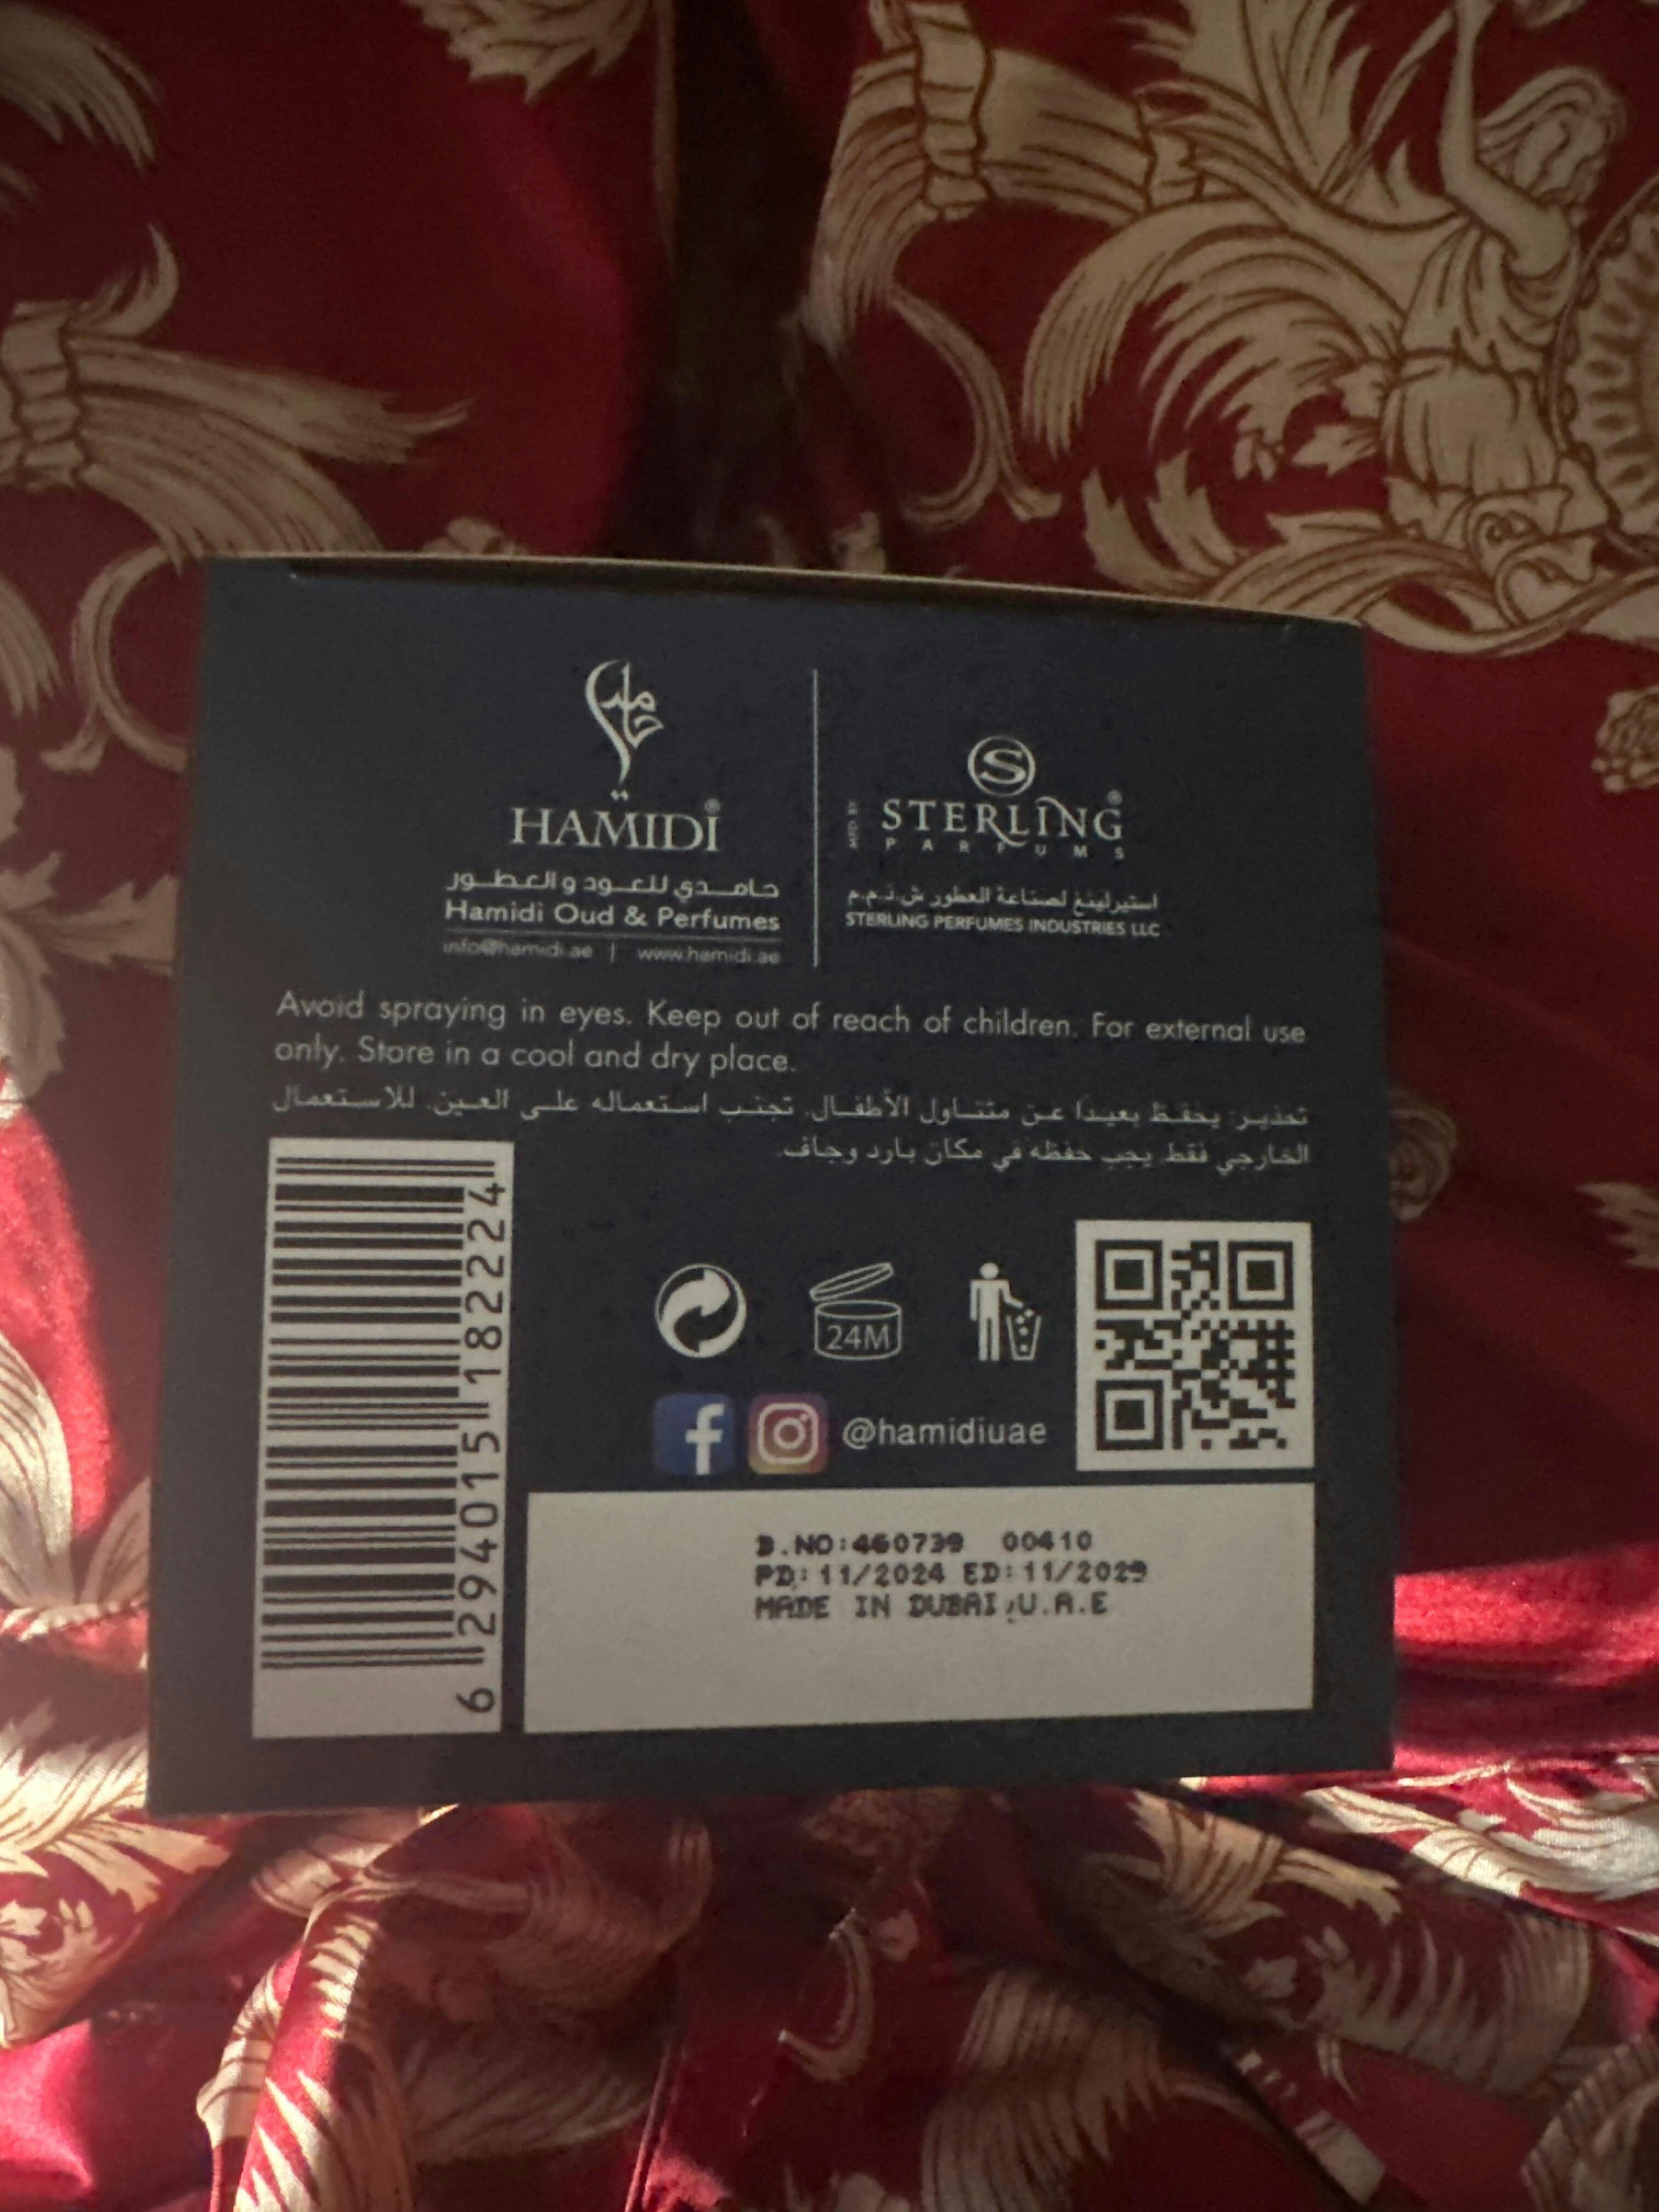 حامدي
HAMIDI®
حامدي للعود والعطور
Hamidi Oud & Perfumes
info@hamidi.ae | www.hamidi.ae
S
STERLING®
PARFUMS
استيرلينغ لصناعة العطور ش.ذ.م.م
STERLING PERFUMES INDUSTRIES LLC
Avoid spraying in eyes. Keep out of reach of children. For external use
only. Store in a cool and dry place.
تحذير: يحفظ بعيدا عن متناول الأطفال. تجنب استعماله على العين. للاستعمال
الخارجي فقط. يجب حفظه في مكان بارد وجاف.
6 294015 182224
24M
@hamidiuae
B.NO:460739 00410
PD:11/2024 ED:11/2029
MADE IN DUBAI,U.A.E